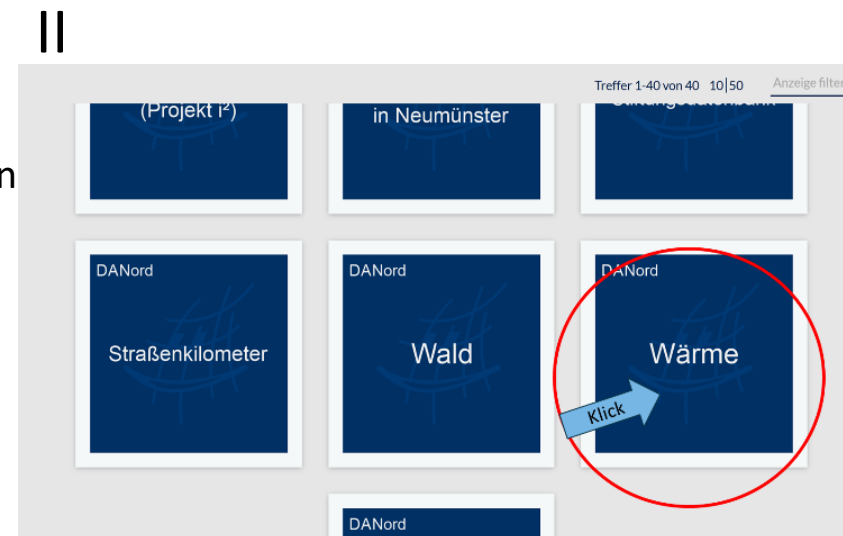 II
Treffer 1-40 von 40 10|50 Anzeige filter
(Projekt i²)
in Neumünster
n
DANord
Straßenkilometer
DANord
Wald
DANord
Wärme
Klick
DANord